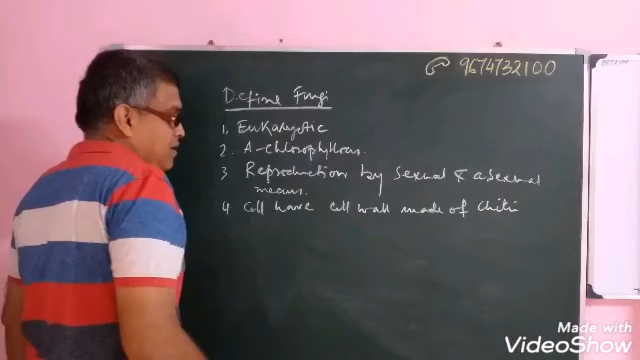 9674732100
Define Fungi
1. Eukaryotic
2. A-chlorophyllous.
3 Reproduction by sexual & asexual
means.
4 Cell have cell wall made of chitin
Made with
VideoShow